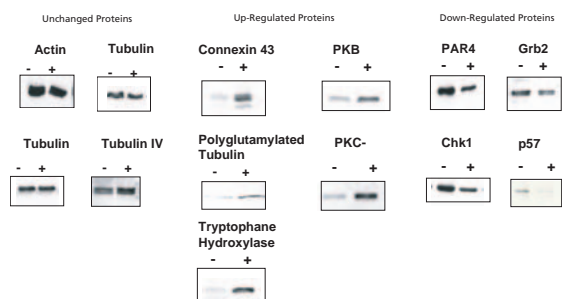 Unchanged Proteins
Up-Regulated Proteins
Down-Regulated Proteins
Actin
Tubulin
Connexin 43
PKB
PAR4
Grb2
- +
- +
- +
- +
- +
- +
Tubulin
Tubulin IV
Polyglutamylated
Tubulin
PKC-
Chk1
p57
- +
- +
- +
- +
- +
- +
Tryptophane
Hydroxylase
- +